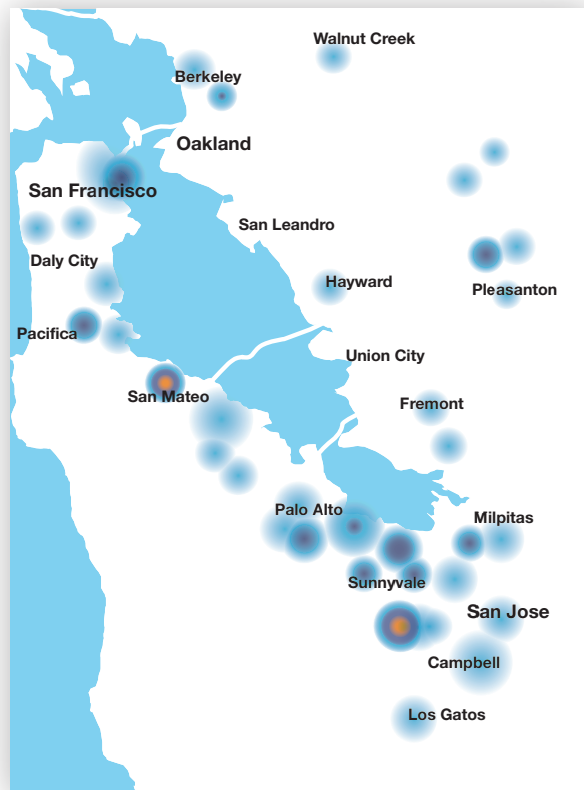 Walnut Creek
Berkeley
Oakland
San Francisco
San Leandro
Daly City
Hayward
Pleasanton
Pacifica
Union City
San Mateo
Fremont
Palo Alto
Milpitas
Sunnyvale
San Jose
Campbell
Los Gatos